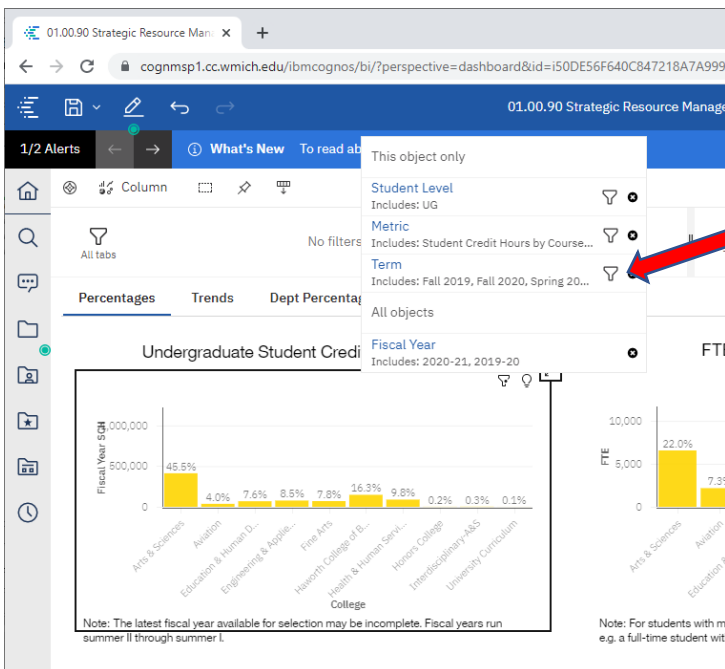 01.00.90 Strategic Resource Man
cognmsp1.cc.wmich.edu/ibmcognos/bi/?perspective=dashboard&id=i50DE56F640C847218A7A999
01.00.90 Strategic Resource Manage
1/2 Alerts
What's New To read ab
This object only
Student Level
Includes: UG
Metric
Includes: Student Credit Hours by Course...
Term
Includes: Fall 2019, Fall 2020, Spring 20...
All objects
Fiscal Year
Includes: 2020-21, 2019-20
Column
All tabs
No filters
Percentages Trends Dept Percentag
Undergraduate Student Credi
FTE
Fiscal Year SCH
,000,000
500,000
0
45.5% 4.0% 7.6% 8.5% 7.8% 16.3% 9.8% 0.2% 0.3% 0.1%
Arts & Sciences
Aviation
Education & Human D...
Engineering & Applie...
Fine Arts
Haworth College of B...
Health & Human Servi...
Honors College
Interdisciplinary-A&S
University Curriculum
College
Note: The latest fiscal year available for selection may be incomplete. Fiscal years run
summer II through summer I.
FTE
10,000
5,000
0
22.0%
7.3%
Arts & Sciences
Aviation
Education &
Note: For students with m
e.g. a full-time student wit